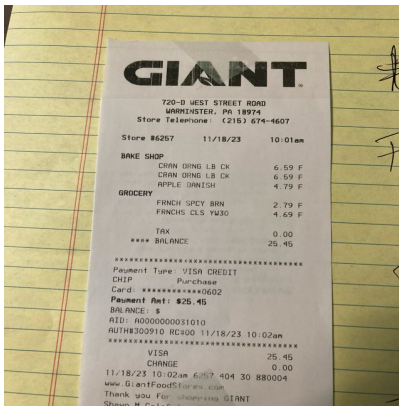 GIANT
720-D WEST STREET ROAD
WARMINSTER, PA 18974
Store Telephone: (215) 674-4607
Store #6257 11/18/23 10:01am
BAKE SHOP
CRAN ORNG LB CK 6.59 F
CRAN ORNG LB CK 6.59 F
APPLE DANISH 4.79 F
GROCERY
FRNCH SPCY BRN 2.79 F
FRNCHS CLS YW30 4.69 F
TAX 0.00
**** BALANCE 25.45
Payment Type: VISA CREDIT
CHIP Purchase
Card: ************0602
Payment Amt: $25.45
BALANCE: $
AID: A0000000031010
AUTH#300910 RC#00 11/18/23 10:02am
VISA 25.45
CHANGE 0.00
11/18/23 10:02am 6257 404 30 880004
www.GiantFoodStores.com
Thank you for shopping GIANT
Shawn M